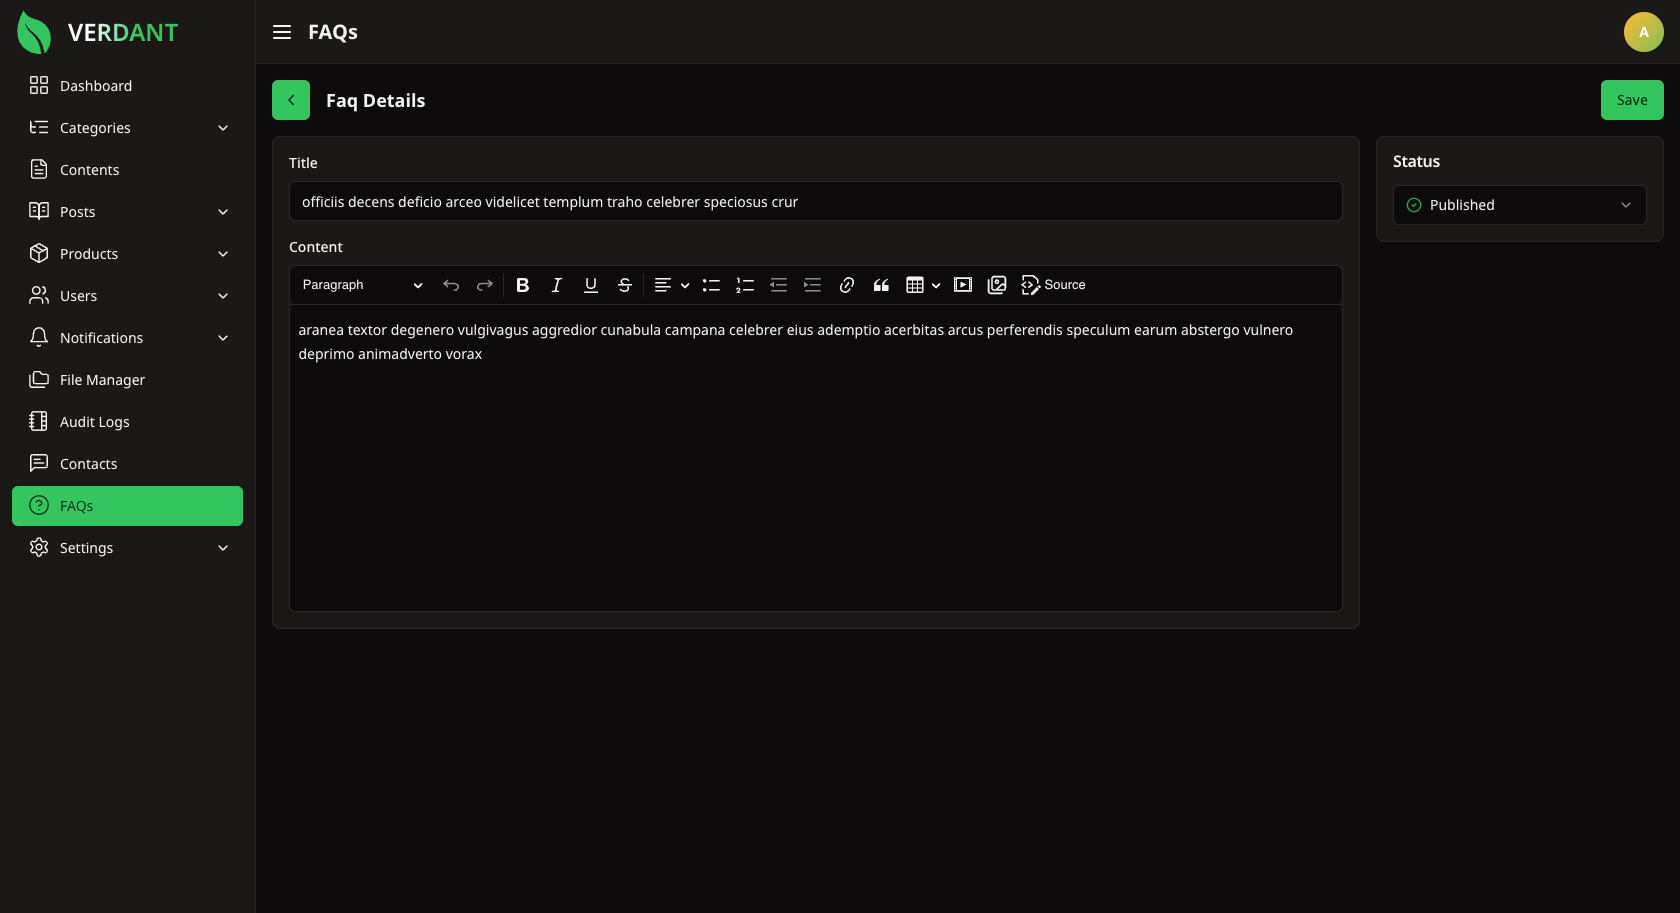 VERDANT
Dashboard
Categories
Contents
Posts
Products
Users
Notifications
File Manager
Audit Logs
Contacts
FAQs
Settings
FAQs
A
Faq Details
Save
Title
officiis decens deficio arceo videlicet templum traho celebrer speciosus crur
Content
Paragraph
Source
aranea textor degenero vulgivagus aggredior cunabula campana celebrer eius ademptio acerbitas arcus perferendis speculum earum abstergo vulnero
deprimo animadverto vorax
Status
Published